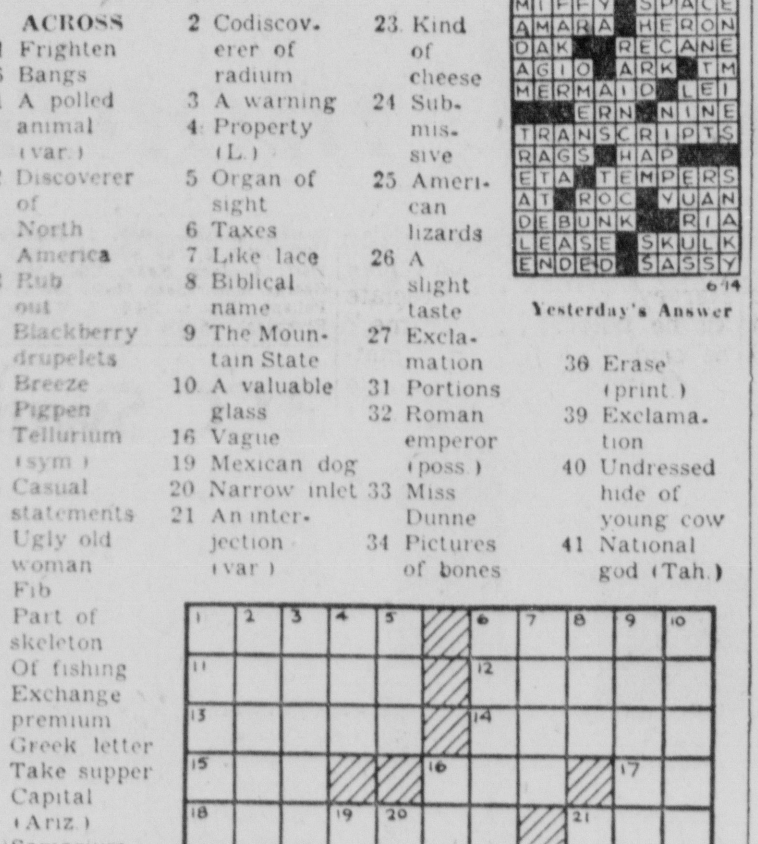 ACROSS
Frighten
Bangs
A polled
animal
(var.)
Discoverer
of
North
America
Rub
out
Blackberry
drupelets
Breeze
Pigpen
Tellurium
(sym.)
Casual
statements
Ugly old
woman
Fib
Part of
skeleton
Of fishing
Exchange
premium
Greek letter
Take supper
Capital
(Ariz.)
2 Codiscov-
erer of
radium
3 A warning
4 Property
(L.)
5 Organ of
sight
6 Taxes
7 Like lace
8 Biblical
name
9 The Moun-
tain State
10 A valuable
glass
16 Vague
19 Mexican dog
20 Narrow inlet
21 An inter-
jection
(var.)
23 Kind
of
cheese
24 Sub-
mis-
sive
25 Ameri-
can
lizards
26 A
slight
taste
27 Excla-
mation
31 Portions
32 Roman
emperor
(poss.)
33 Miss
Dunne
34 Pictures
of bones
MIFFY SPACE
AMARA HERON
DAK RECANE
AGIO ARK TM
MERMAID LEI
ERN NINE
TRANSCRIPTS
RAGS HAP
ETA TEMPERS
AT ROC YUAN
DEBUNK RIA
LEASE SKULK
ENDED SASSY
6-14
Yesterday's Answer
36 Erase
(print.)
39 Exclama-
tion
40 Undressed
hide of
young cow
41 National
god (Tah.)
1 2 3 4 5 6 7 8 9 10
11 12
13 14
15 16 17
18 19 20 21